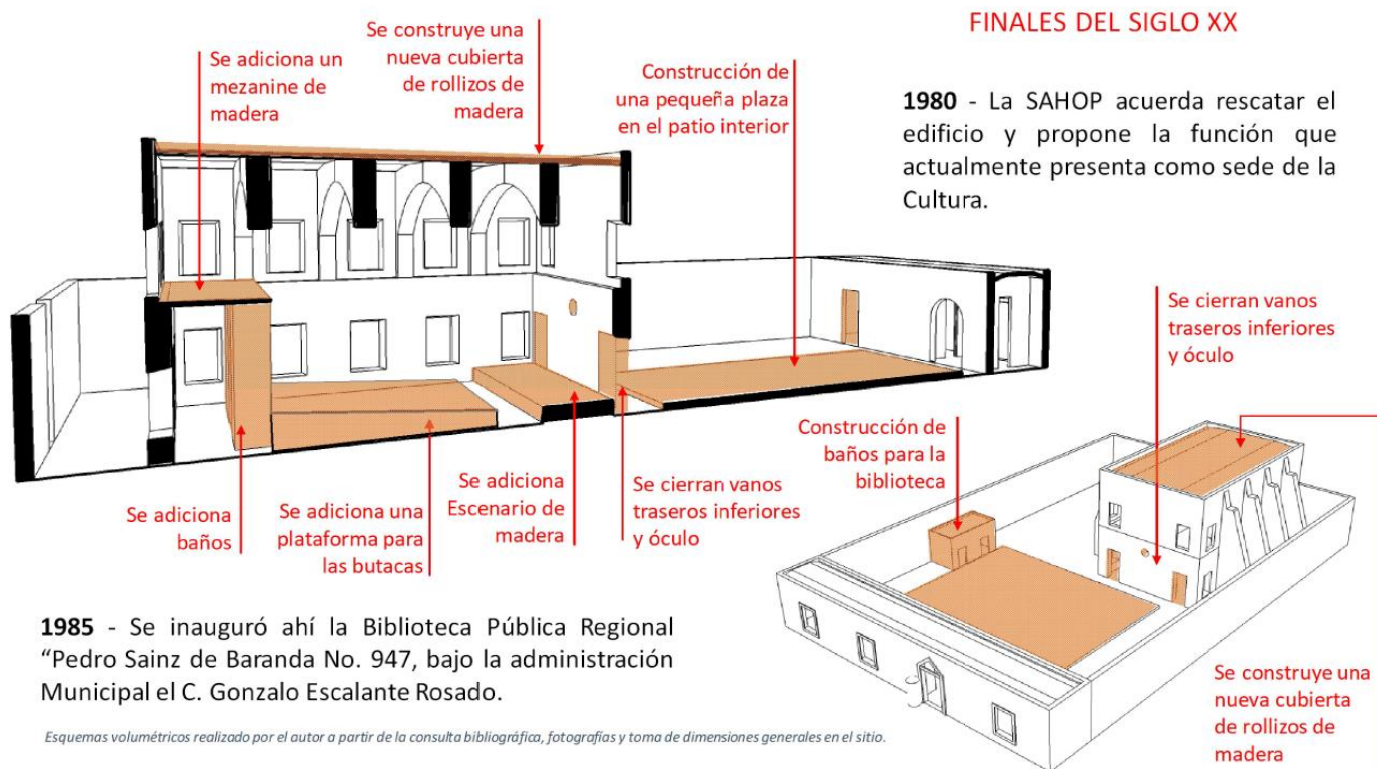 FINALES DEL SIGLO XX
Se adiciona un
mezanine de
madera
Se construye una
nueva cubierta
de rollizos de
madera
Construcción de
una pequeña plaza
en el patio interior
1980 - La SAHOP acuerda rescatar el
edificio y propone la función que
actualmente presenta como sede de la
Cultura.
Se cierran vanos
traseros inferiores
y óculo
Construcción de
baños para la
biblioteca
Se adiciona
baños
Se adiciona una
plataforma para
las butacas
Se adiciona
Escenario de
madera
Se cierran vanos
traseros inferiores
y óculo
1985 - Se inauguró ahí la Biblioteca Pública Regional
“Pedro Sainz de Baranda No. 947, bajo la administración
Municipal el C. Gonzalo Escalante Rosado.
Se construye una
nueva cubierta
de rollizos de
madera
Esquemas volumétricos realizado por el autor a partir de la consulta bibliográfica, fotografías y toma de dimensiones generales en el sitio.